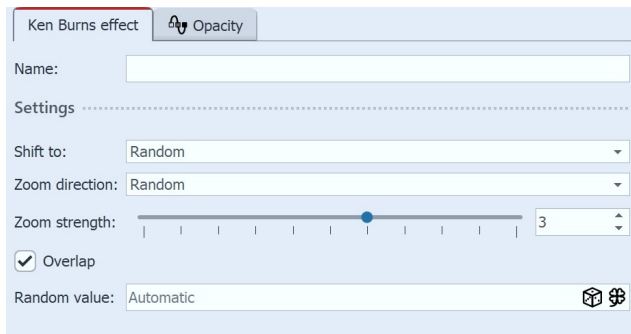 Ken Burns effect Opacity
Name:
Settings
Shift to: Random
Zoom direction: Random
Zoom strength: 3
Overlap
Random value: Automatic